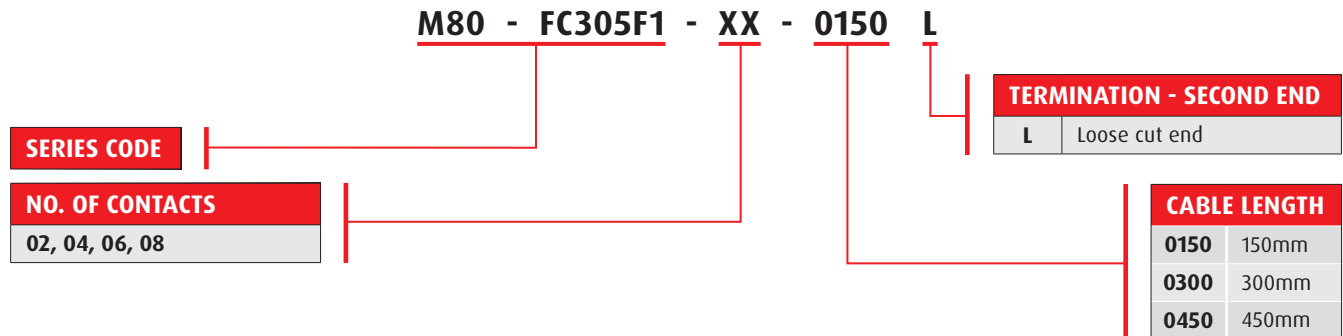 M80 - FC305F1 - XX - 0150 L
TERMINATION - SECOND END
L Loose cut end
SERIES CODE
NO. OF CONTACTS
02, 04, 06, 08
CABLE LENGTH
0150 150mm
0300 300mm
0450 450mm